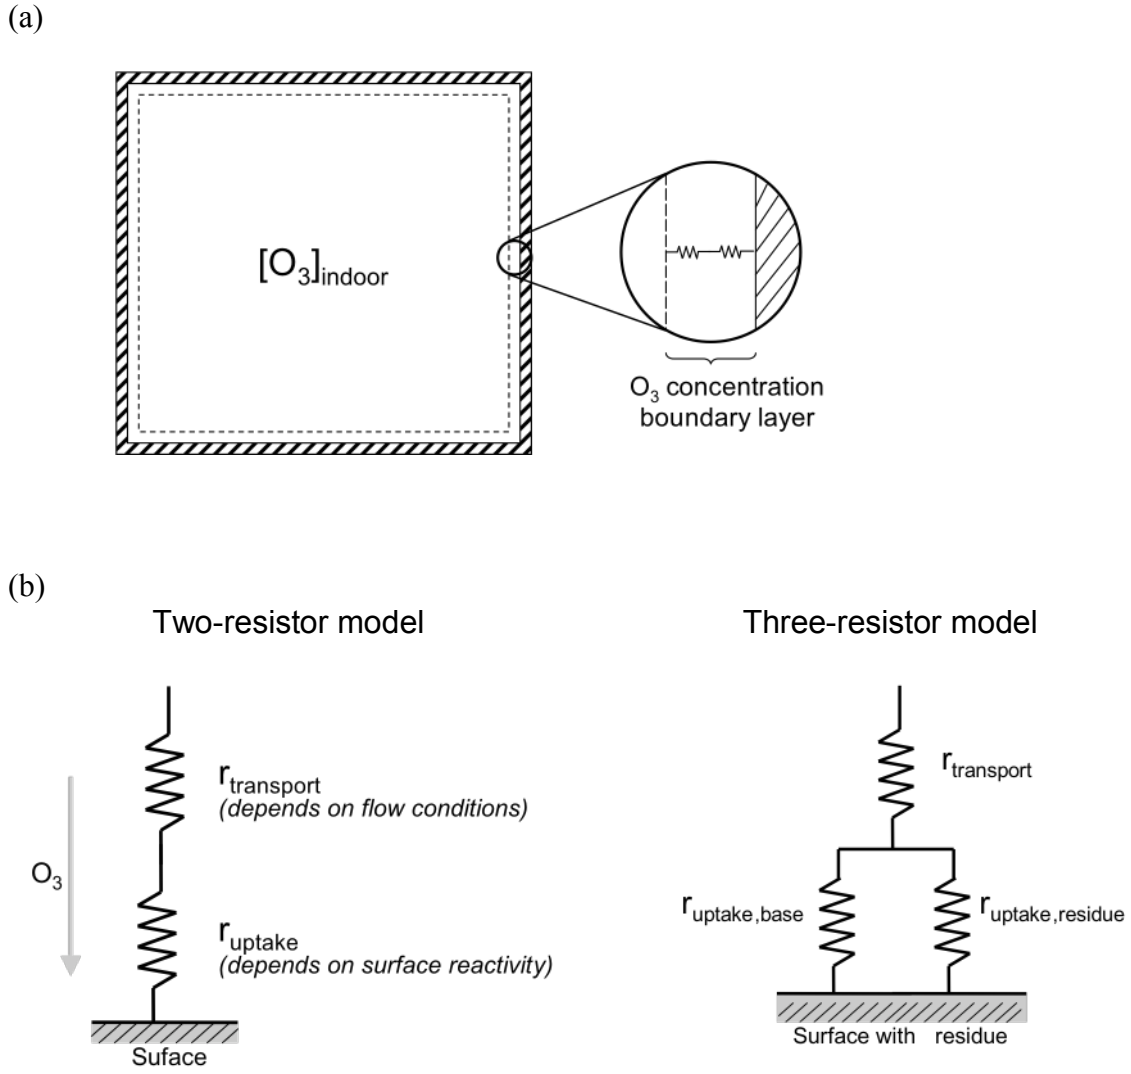 (a)
[O₃]indoor
O₃ concentration
boundary layer
(b)
Two-resistor model
Three-resistor model
O₃
rtransport
(depends on flow conditions)
ruptake
(depends on surface reactivity)
Suface
rtransport
ruptake,base
ruptake,residue
Surface with residue